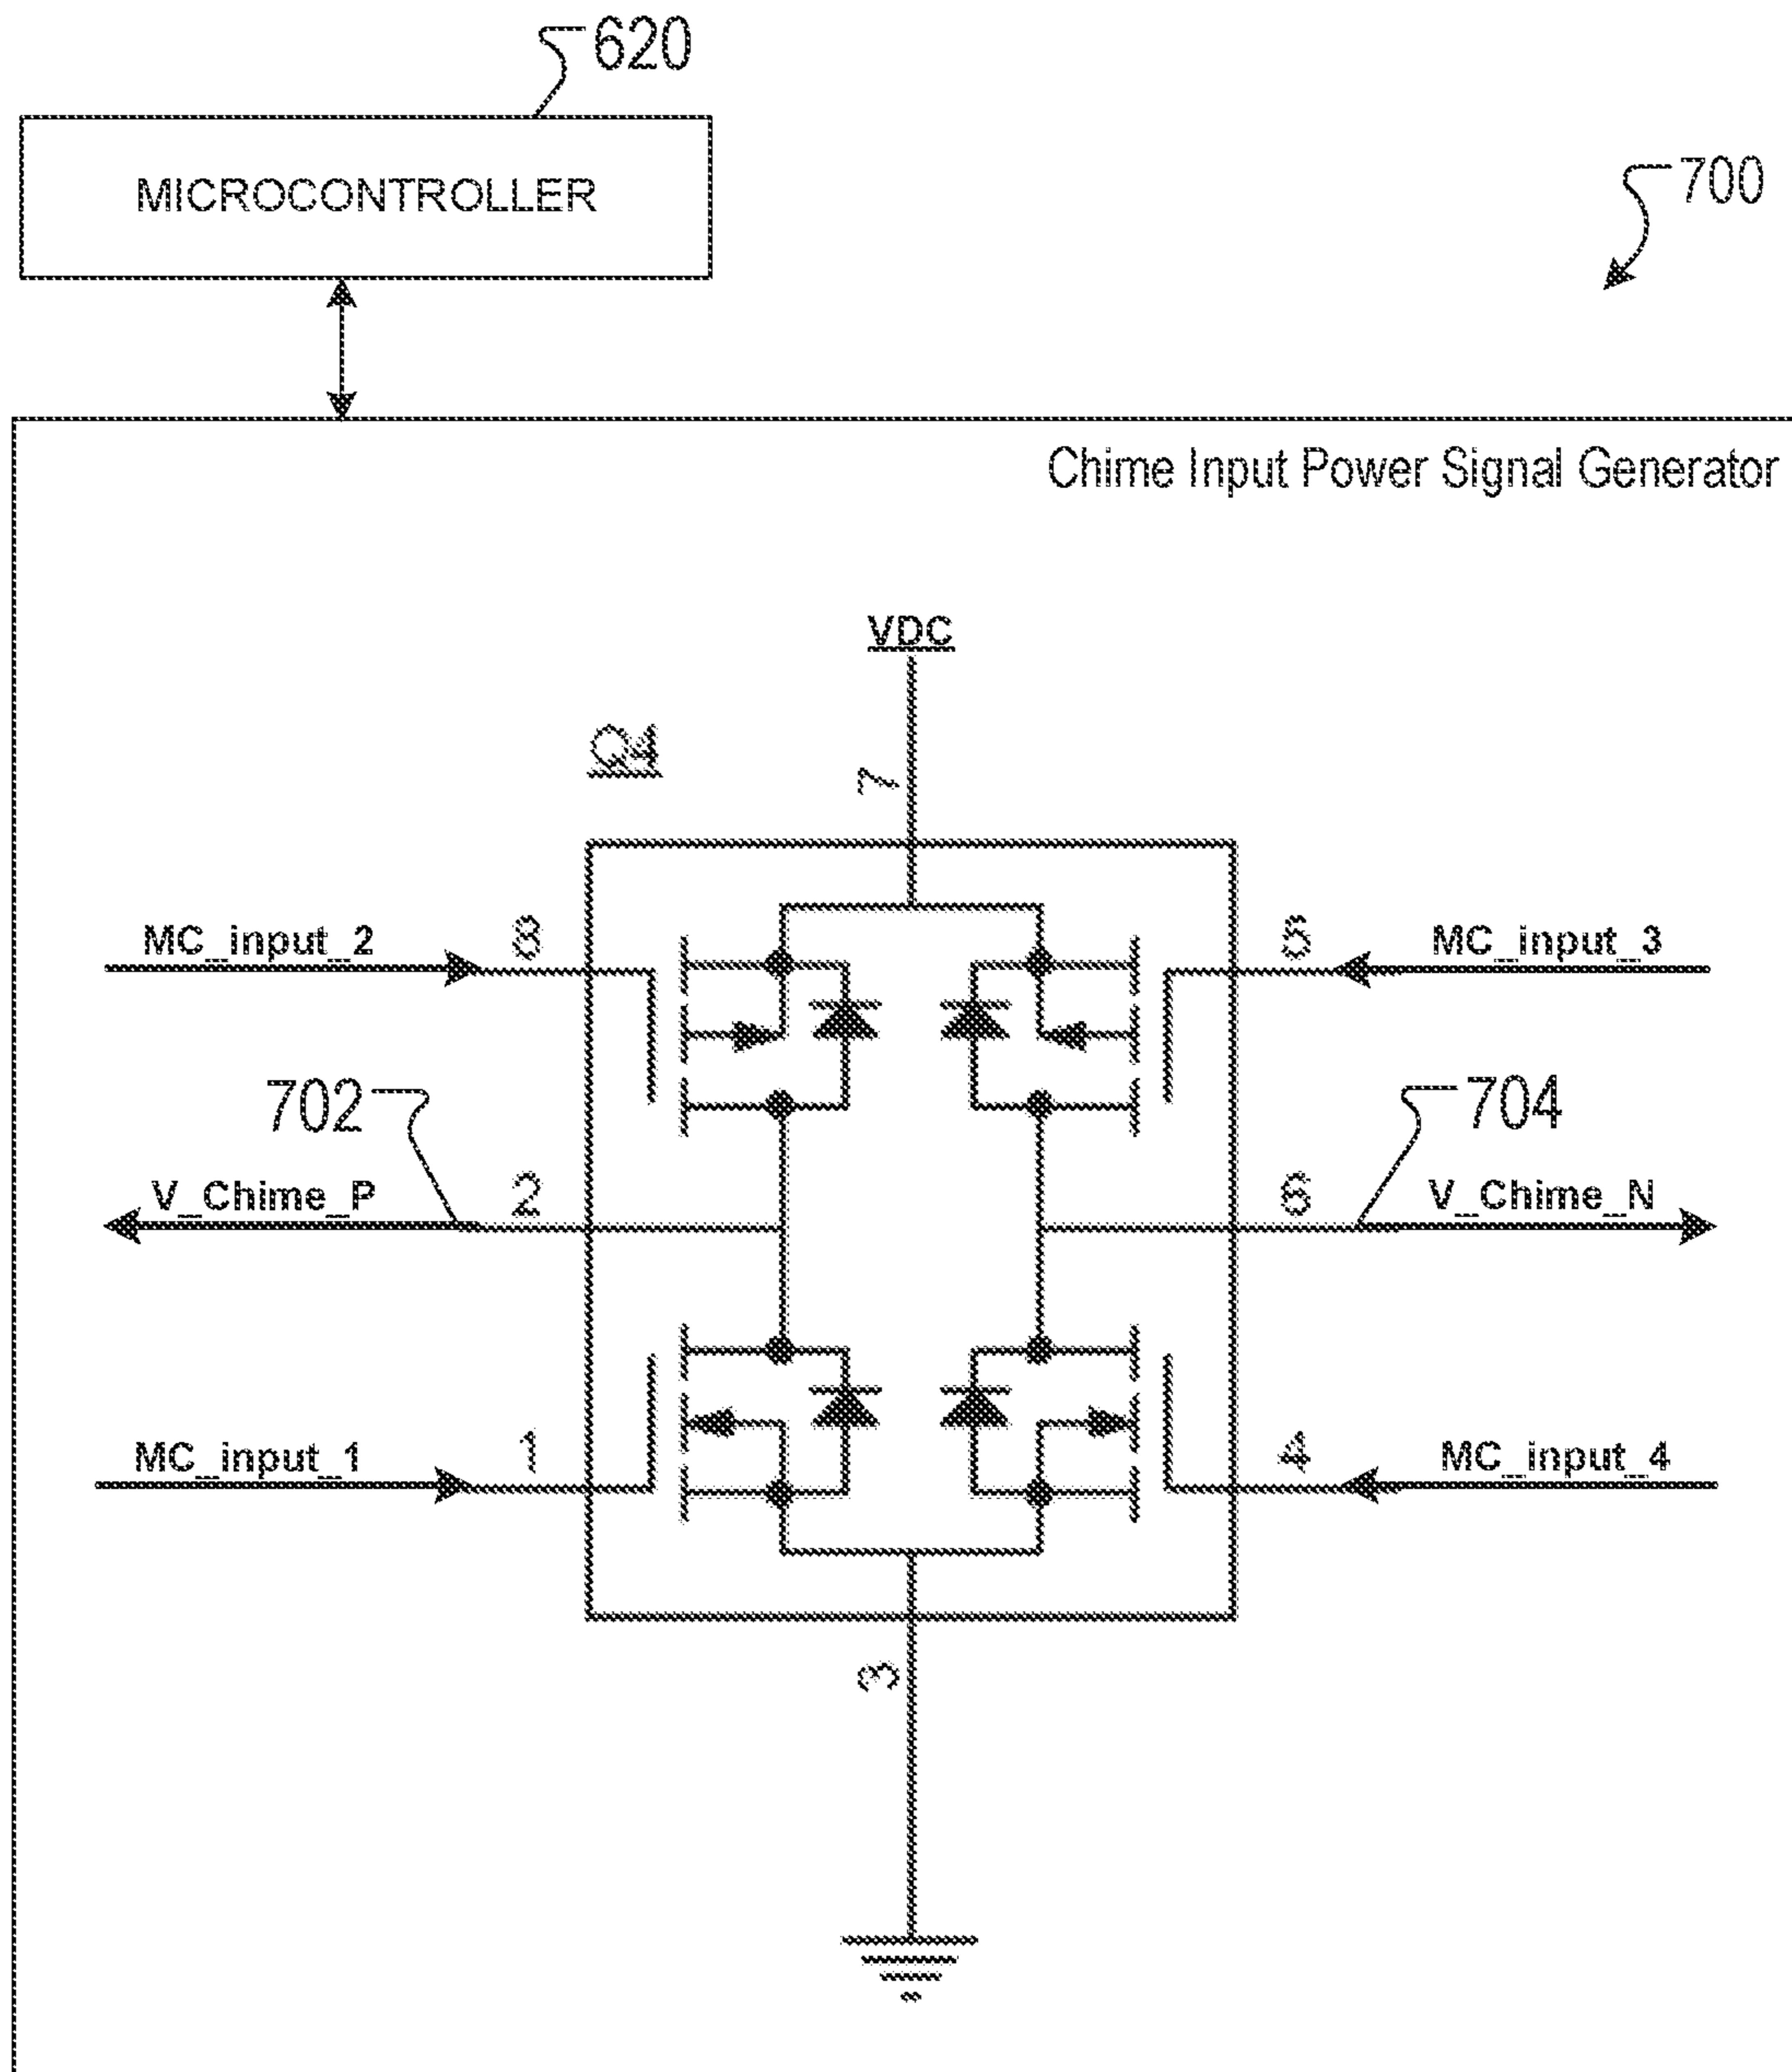 620
MICROCONTROLLER
700
Chime Input Power Signal Generator
VDC
Q4
7
MC_input_2
8
5
MC_input_3
702
704
V_Chime_P
2
6
V_Chime_N
MC_input_1
1
4
MC_input_4
3